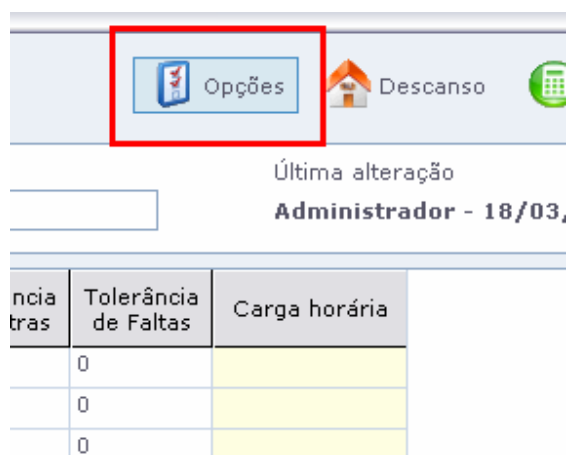 Opções Descanso
Última alteração
Administrador - 18/03,
ncia Tolerância Carga horária
tras de Faltas
0
0
0